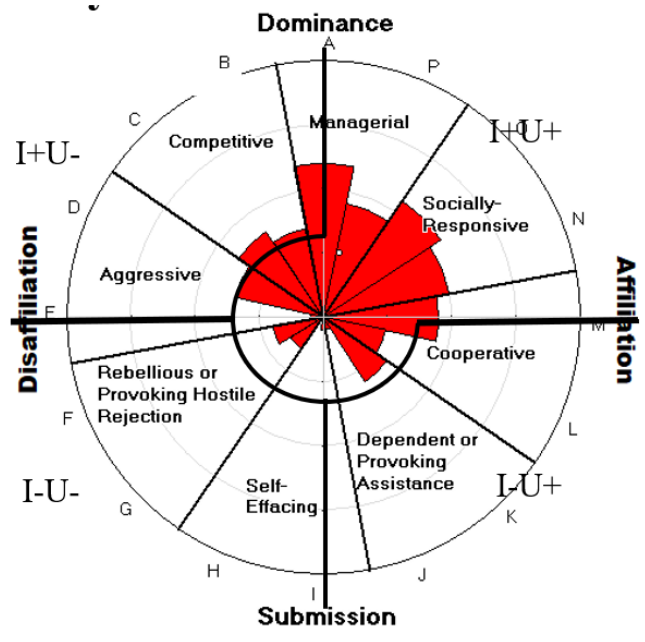 y
Dominance
A
B
P
C
Managerial
O
I+U+
Competitive
I+U-
D
Socially-
Responsive
N
Aggressive
Disaffiliation
E
Affiliation
M
Cooperative
Rebellious or
Provoking Hostile
Rejection
F
L
Dependent or
Provoking
Assistance
Self-
Effacing
I-U-
I-U+
G
K
H
J
I
Submission